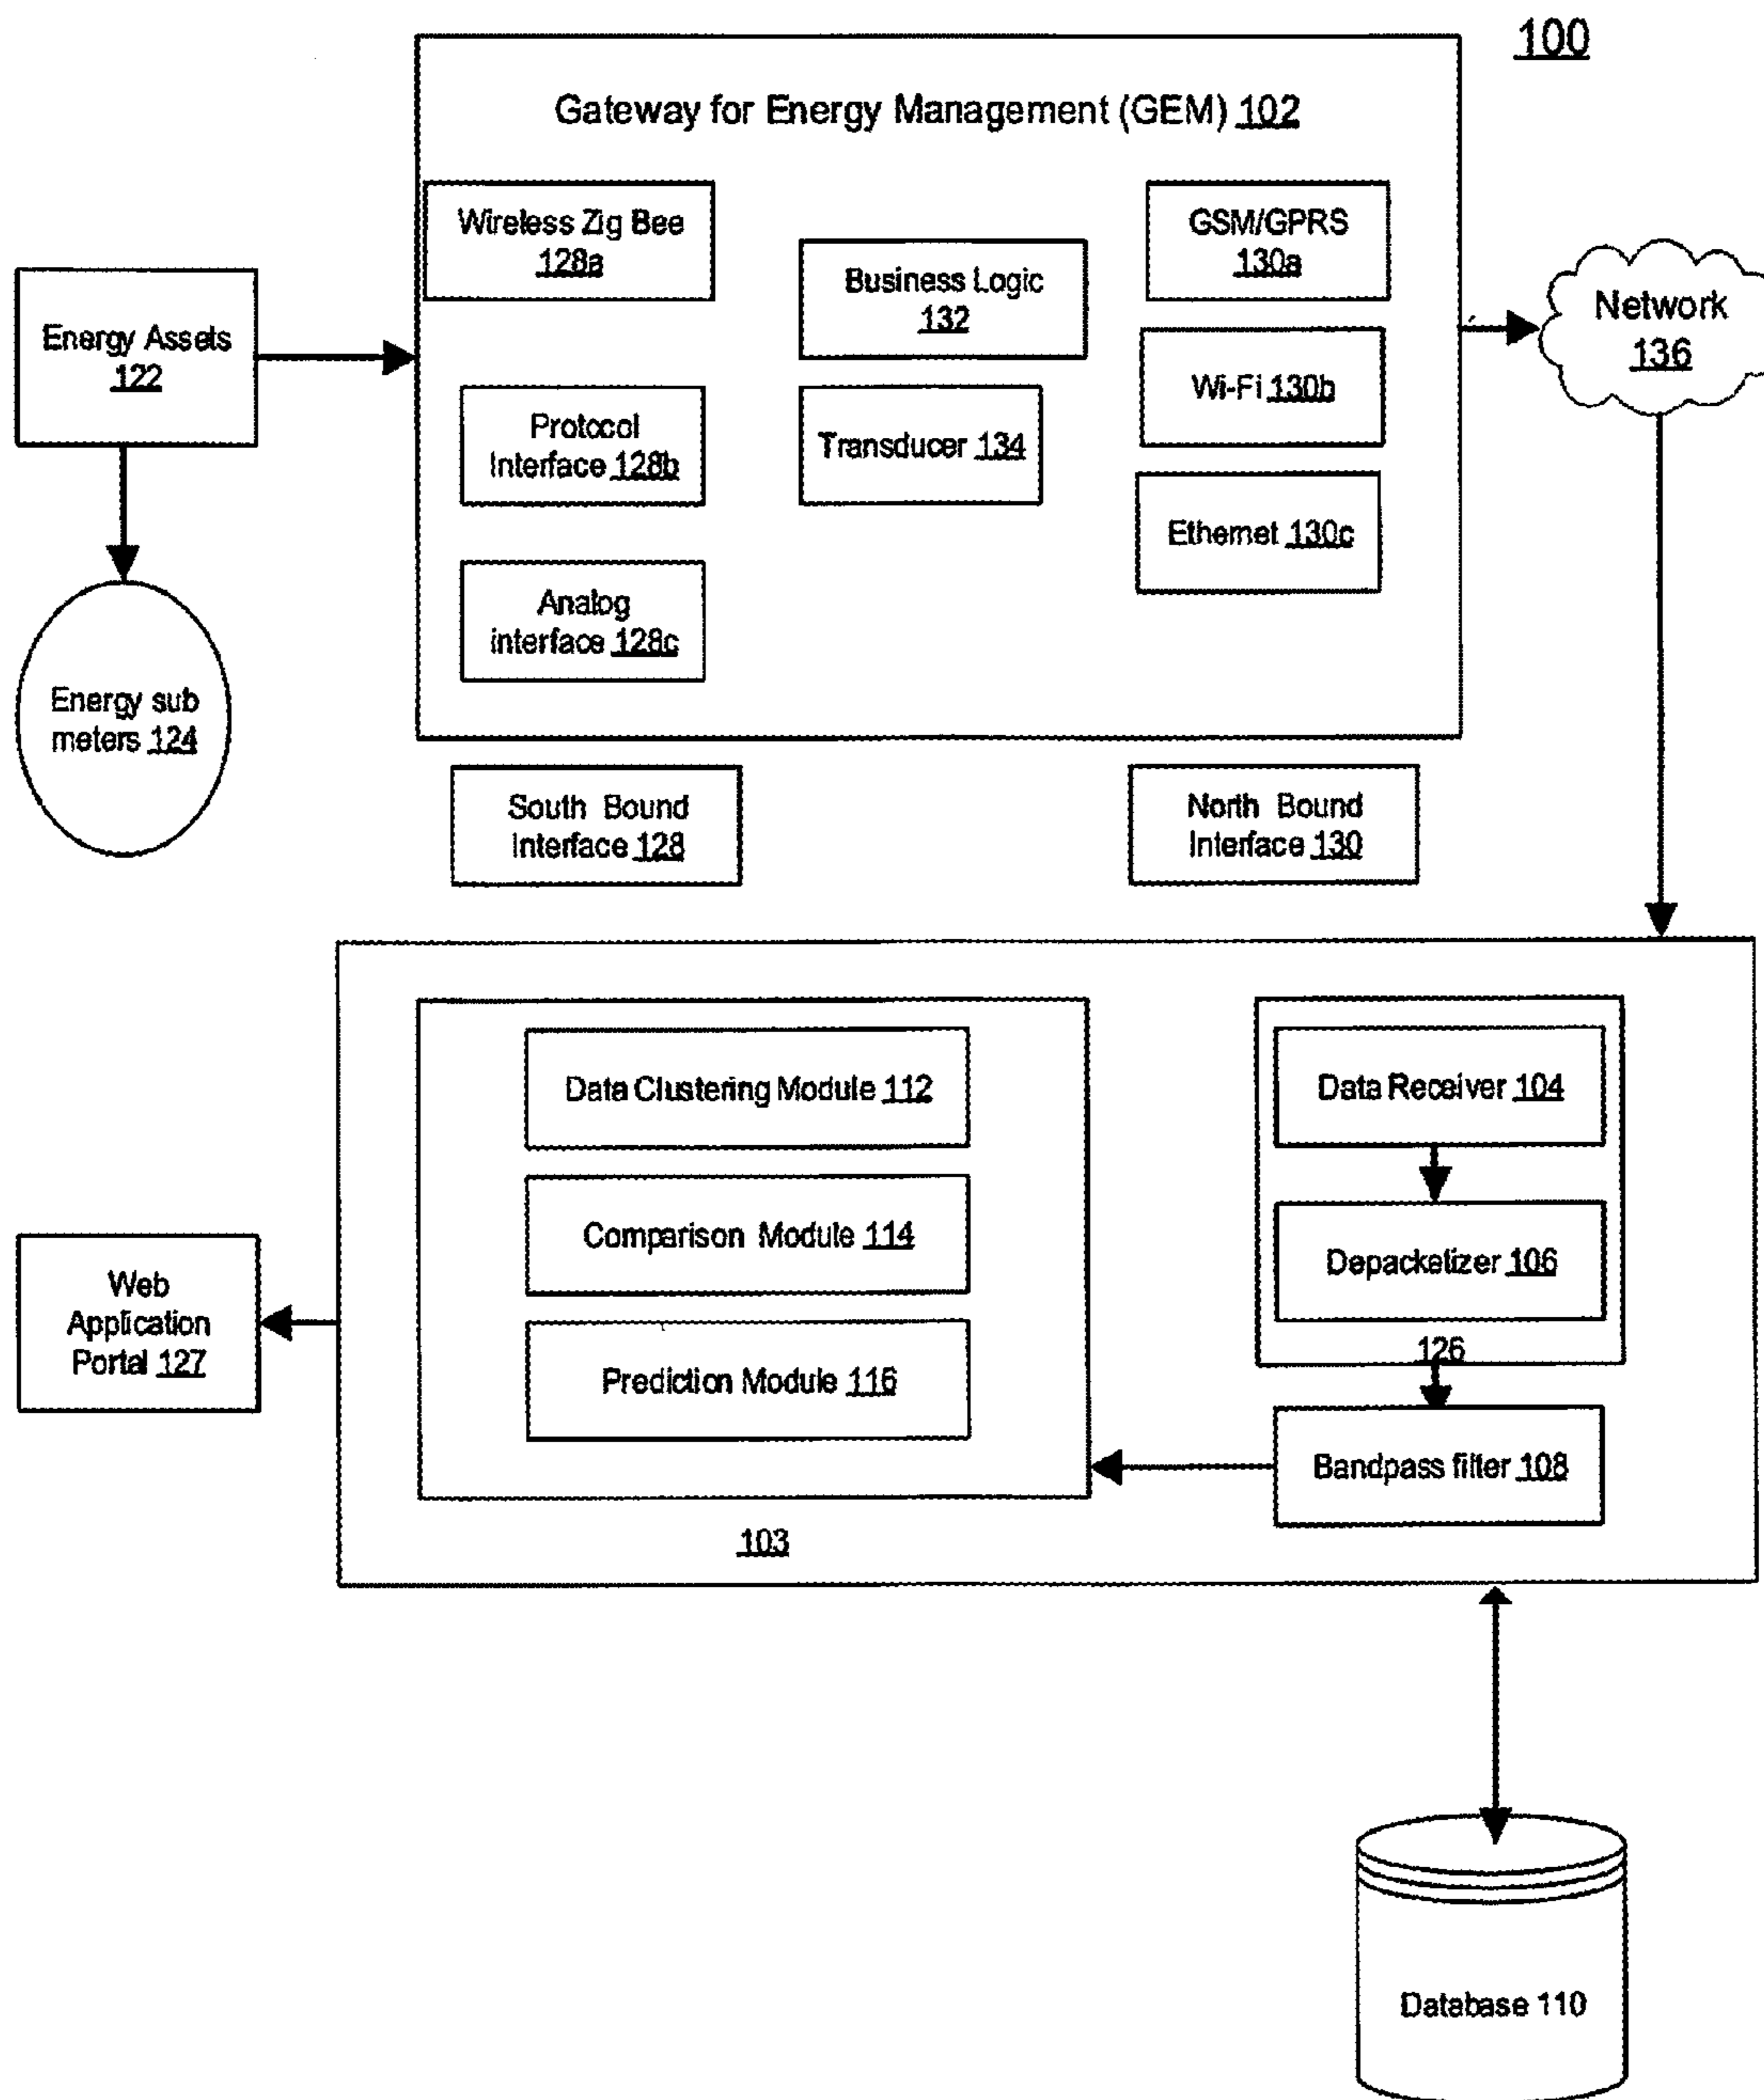 100
Gateway for Energy Management (GEM) 102
Wireless Zig Bee
128a
GSM/GPRS
130a
Business Logic
132
Network
136
Energy Assets
122
Wi-Fi 130b
Protocol
Interface 128b
Transducer 134
Ethernet 130c
Analog
interface 128c
Energy sub
meters 124
South Bound
Interface 128
North Bound
Interface 130
Data Clustering Module 112
Data Receiver 104
Comparison Module 114
Depacketizer 106
Web
Application
Portal 127
126
Prediction Module 116
Bandpass filter 108
103
Database 110